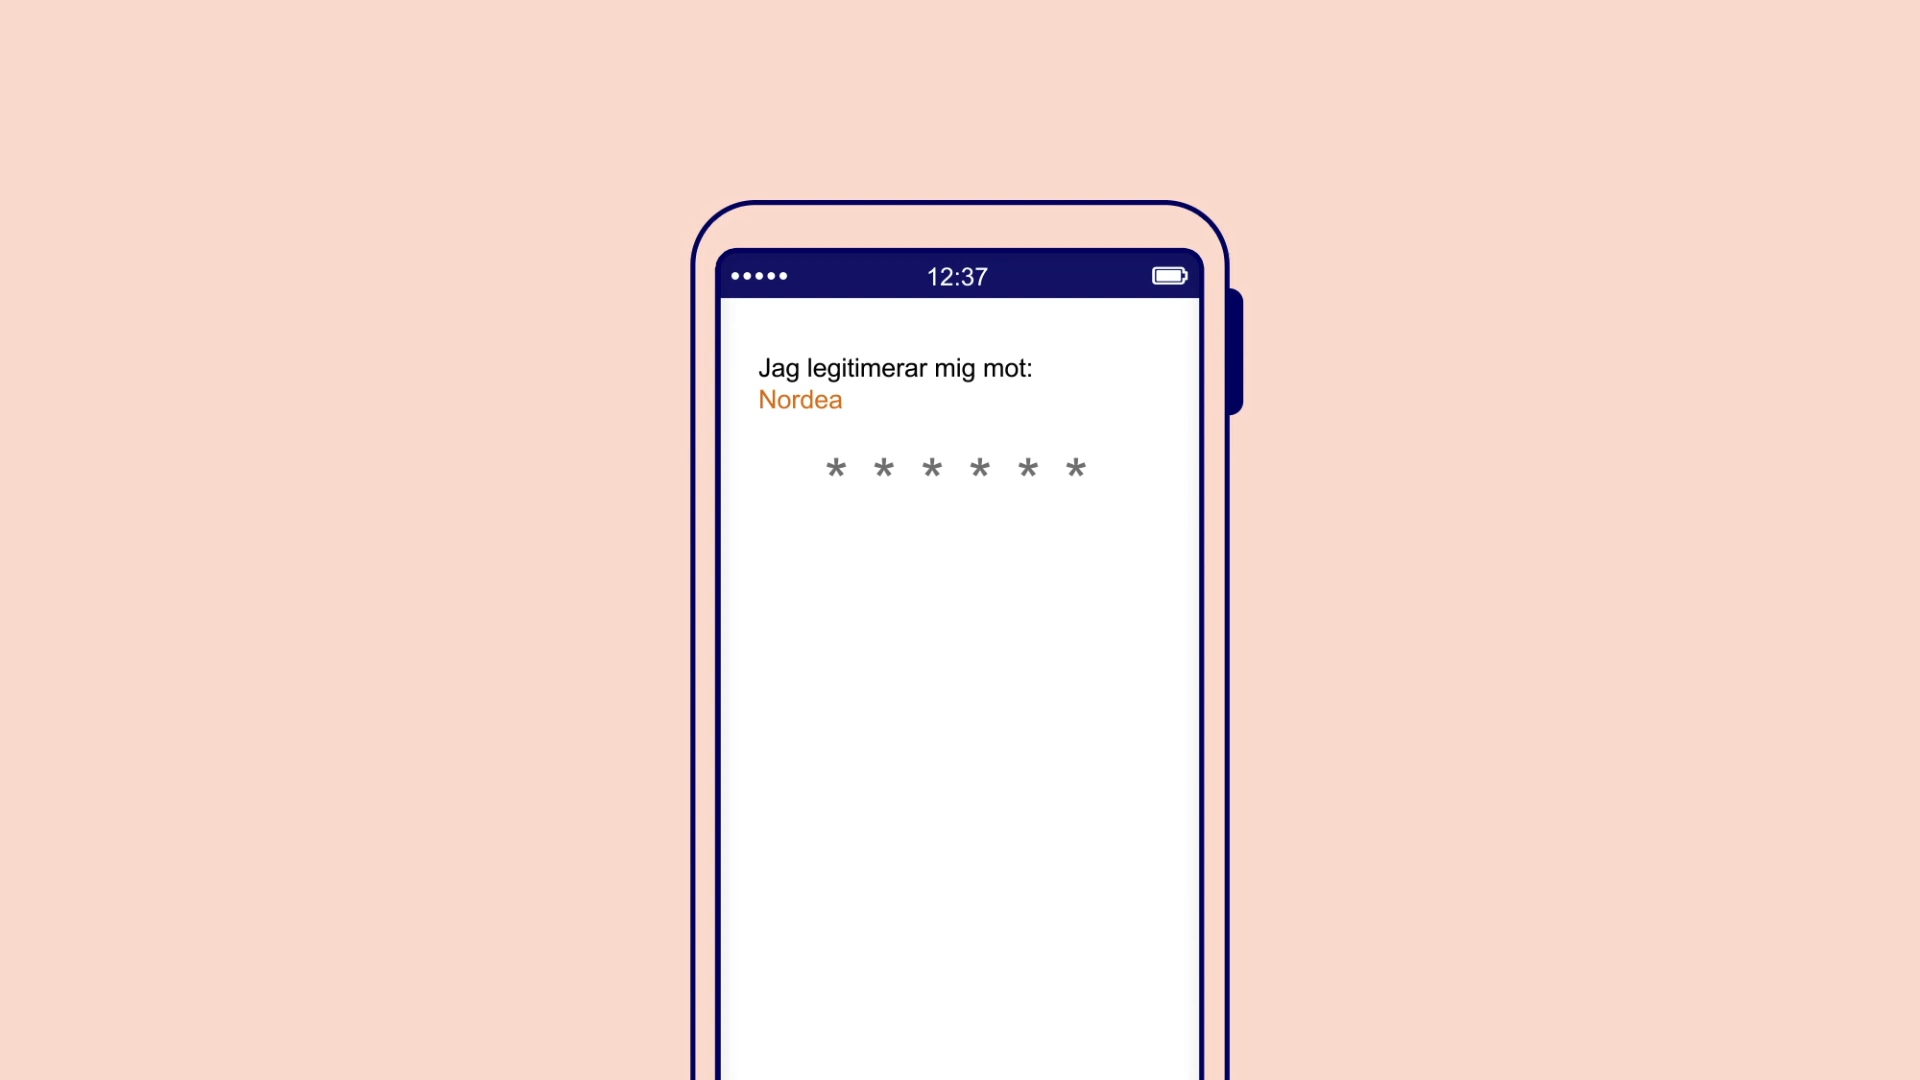 12:37
Jag legitimerar mig mot:
Nordea
* * * * * *